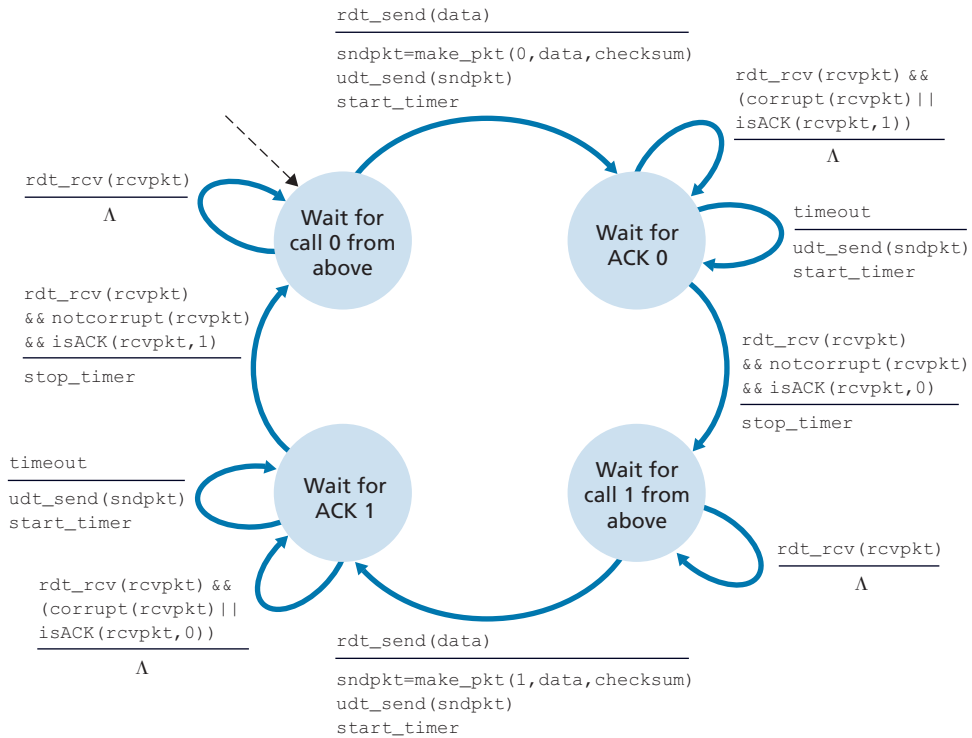 rdt_send(data)
sndpkt=make_pkt(0,data,checksum)
udt_send(sndpkt)
start_timer
rdt_rcv(rcvpkt) &&
(corrupt(rcvpkt)||
isACK(rcvpkt,1))
Λ
rdt_rcv(rcvpkt)
Λ
Wait for
call 0 from
above
Wait for
ACK 0
timeout
udt_send(sndpkt)
start_timer
rdt_rcv(rcvpkt)
&& notcorrupt(rcvpkt)
&& isACK(rcvpkt,1)
stop_timer
rdt_rcv(rcvpkt)
&& notcorrupt(rcvpkt)
&& isACK(rcvpkt,0)
stop_timer
timeout
udt_send(sndpkt)
start_timer
Wait for
ACK 1
Wait for
call 1 from
above
rdt_rcv(rcvpkt)
Λ
rdt_rcv(rcvpkt) &&
(corrupt(rcvpkt)||
isACK(rcvpkt,0))
Λ
rdt_send(data)
sndpkt=make_pkt(1,data,checksum)
udt_send(sndpkt)
start_timer